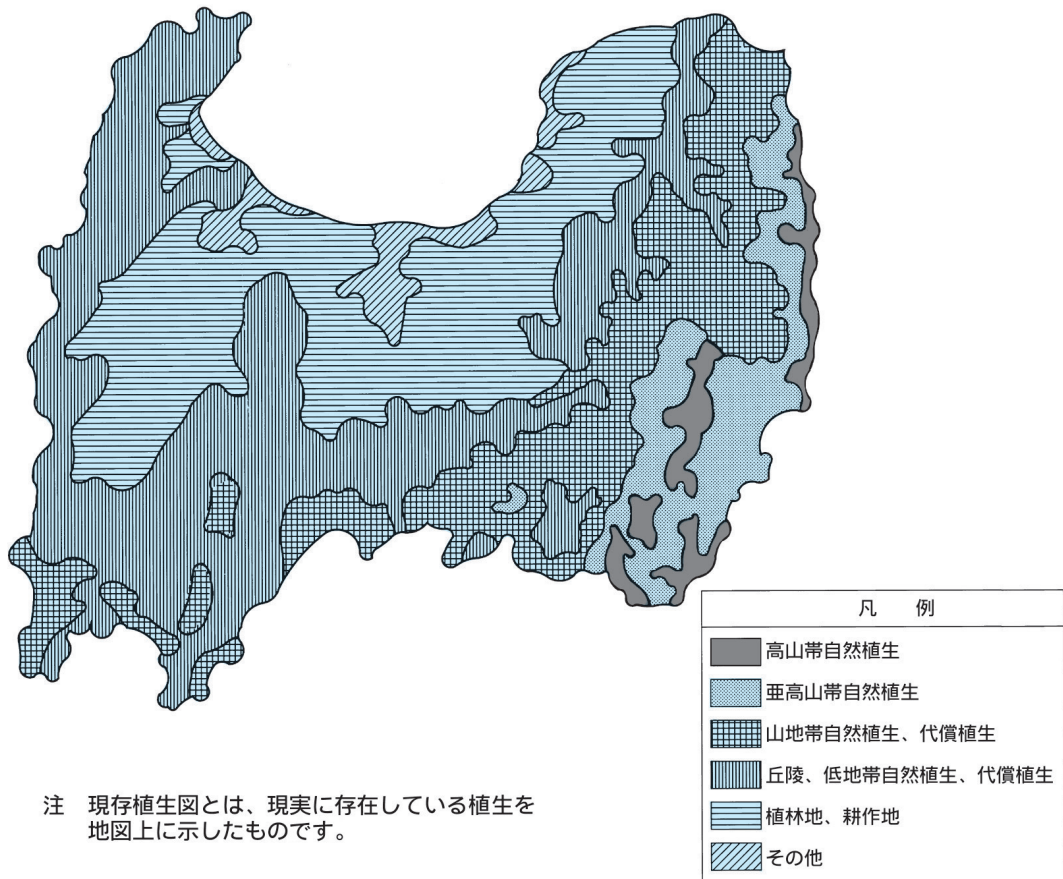 凡 例
高山帯自然植生
亜高山帯自然植生
山地帯自然植生、代償植生
丘陵、低地帯自然植生、代償植生
植林地、耕作地
その他
注 現存植生図とは、現実に存在している植生を
地図上に示したものです。